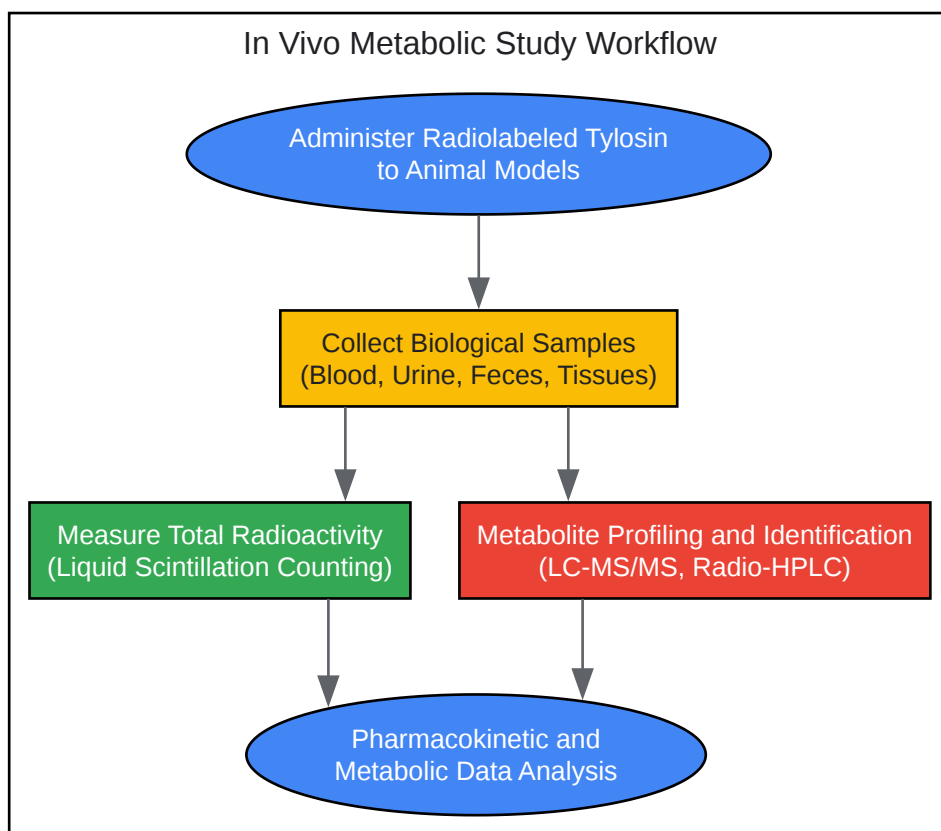 In Vivo Metabolic Study Workflow
Administer Radiolabeled Tylosin
to Animal Models
Collect Biological Samples
(Blood, Urine, Feces, Tissues)
Measure Total Radioactivity
(Liquid Scintillation Counting)
Metabolite Profiling and Identification
(LC-MS/MS, Radio-HPLC)
Pharmacokinetic and
Metabolic Data Analysis